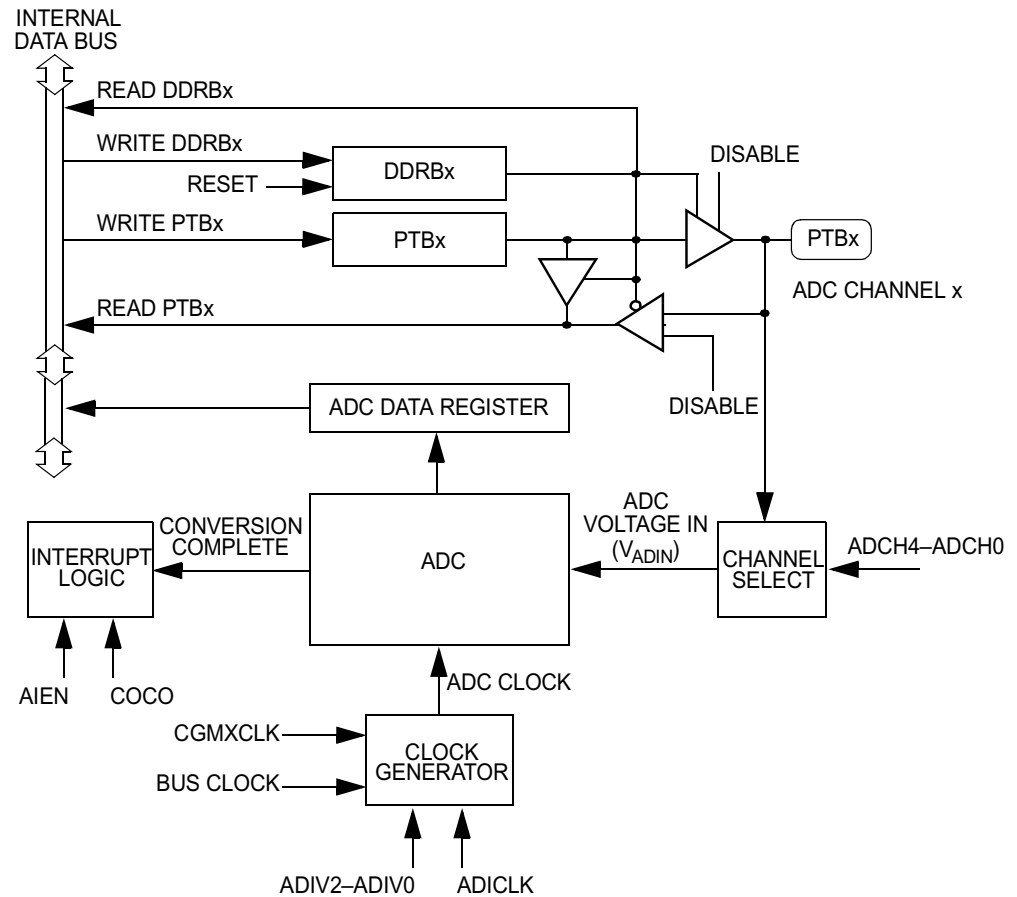 INTERNAL
DATA BUS
READ DDRBx
WRITE DDRBx
DISABLE
DDRBx
RESET
WRITE PTBx
PTBx
PTBx
ADC CHANNEL x
READ PTBx
DISABLE
ADC DATA REGISTER
ADC
VOLTAGE IN
(VADIN)
CONVERSION
COMPLETE
INTERRUPT
LOGIC
ADC
CHANNEL
SELECT
ADCH4–ADCH0
AIEN
COCO
ADC CLOCK
CGMXCLK
CLOCK
GENERATOR
BUS CLOCK
ADIV2–ADIV0
ADICLK